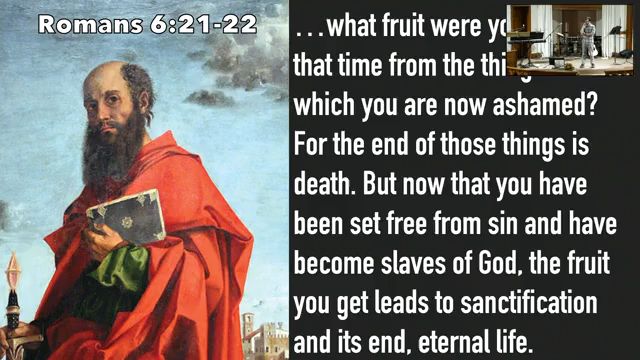 Romans 6:21-22
...what fruit were
that time from the
which you are now ashamed?
For the end of those things is
death. But now that you have
been set free from sin and have
become slaves of God, the fruit
you get leads to sanctification
and its end, eternal life.